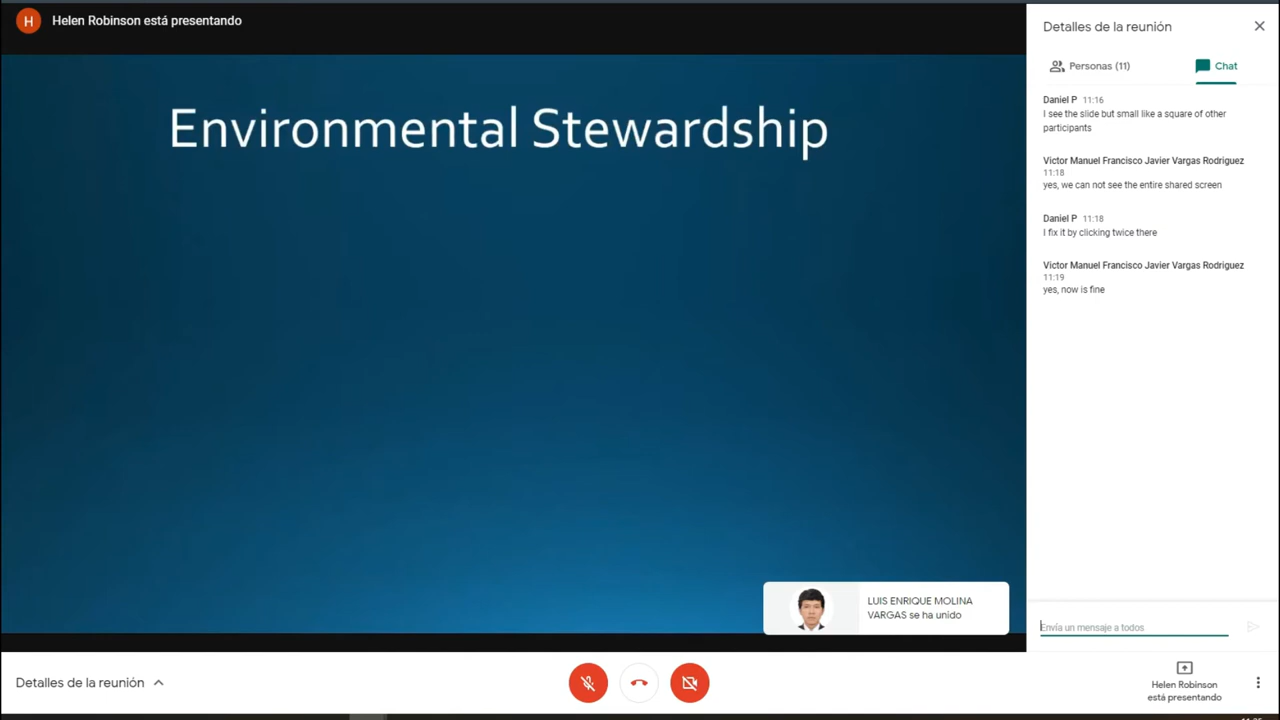 H Helen Robinson está presentando
Environmental Stewardship
LUIS ENRIQUE MOLINA
VARGAS se ha unido
Detalles de la reunión
Personas (11)
Chat
Daniel P 11:16
I see the slide but small like a square of other
participants
Victor Manuel Francisco Javier Vargas Rodriguez
11:18
yes, we can not see the entire shared screen
Daniel P 11:18
I fix it by clicking twice there
Victor Manuel Francisco Javier Vargas Rodriguez
11:19
yes, now is fine
Envía un mensaje a todos
Detalles de la reunión
Helen Robinson
está presentando